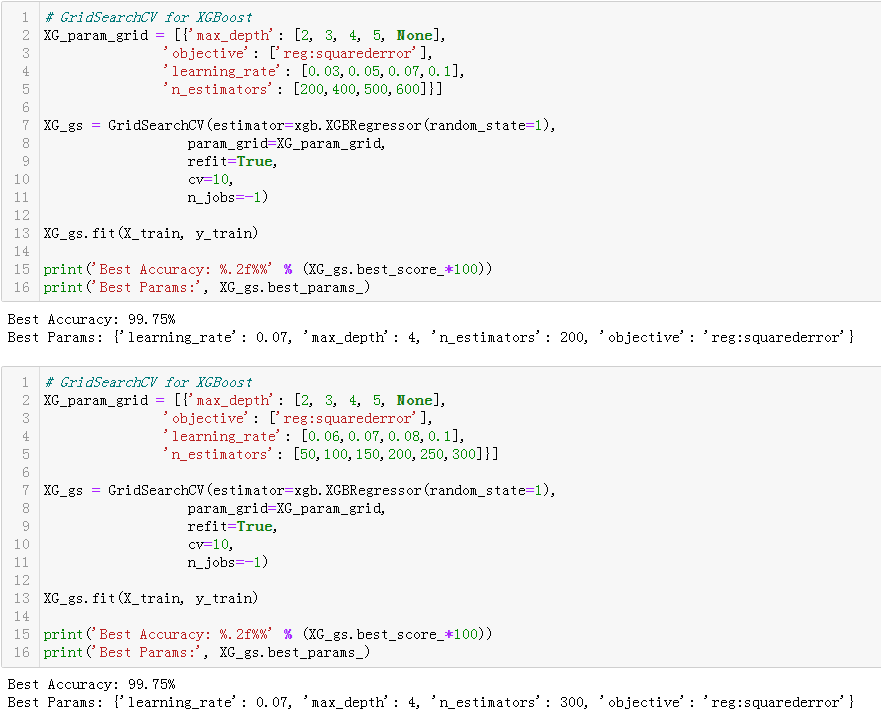 1 # GridSearchCV for XGBoost
2 XG_param_grid = [{'max_depth': [2, 3, 4, 5, None],
3 'objective': ['reg:squarederror'],
4 'learning_rate': [0.03,0.05,0.07,0.1],
5 'n_estimators': [200,400,500,600]}]
6
7 XG_gs = GridSearchCV(estimator=xgb.XGBRegressor(random_state=1),
8 param_grid=XG_param_grid,
9 refit=True,
10 cv=10,
11 n_jobs=-1)
12
13 XG_gs.fit(X_train, y_train)
14
15 print('Best Accuracy: %.2f%%' % (XG_gs.best_score_*100))
16 print('Best Params:', XG_gs.best_params_)
Best Accuracy: 99.75%
Best Params: {'learning_rate': 0.07, 'max_depth': 4, 'n_estimators': 200, 'objective': 'reg:squarederror'}
1 # GridSearchCV for XGBoost
2 XG_param_grid = [{'max_depth': [2, 3, 4, 5, None],
3 'objective': ['reg:squarederror'],
4 'learning_rate': [0.06,0.07,0.08,0.1],
5 'n_estimators': [50,100,150,200,250,300]}]
6
7 XG_gs = GridSearchCV(estimator=xgb.XGBRegressor(random_state=1),
8 param_grid=XG_param_grid,
9 refit=True,
10 cv=10,
11 n_jobs=-1)
12
13 XG_gs.fit(X_train, y_train)
14
15 print('Best Accuracy: %.2f%%' % (XG_gs.best_score_*100))
16 print('Best Params:', XG_gs.best_params_)
Best Accuracy: 99.75%
Best Params: {'learning_rate': 0.07, 'max_depth': 4, 'n_estimators': 300, 'objective': 'reg:squarederror'}